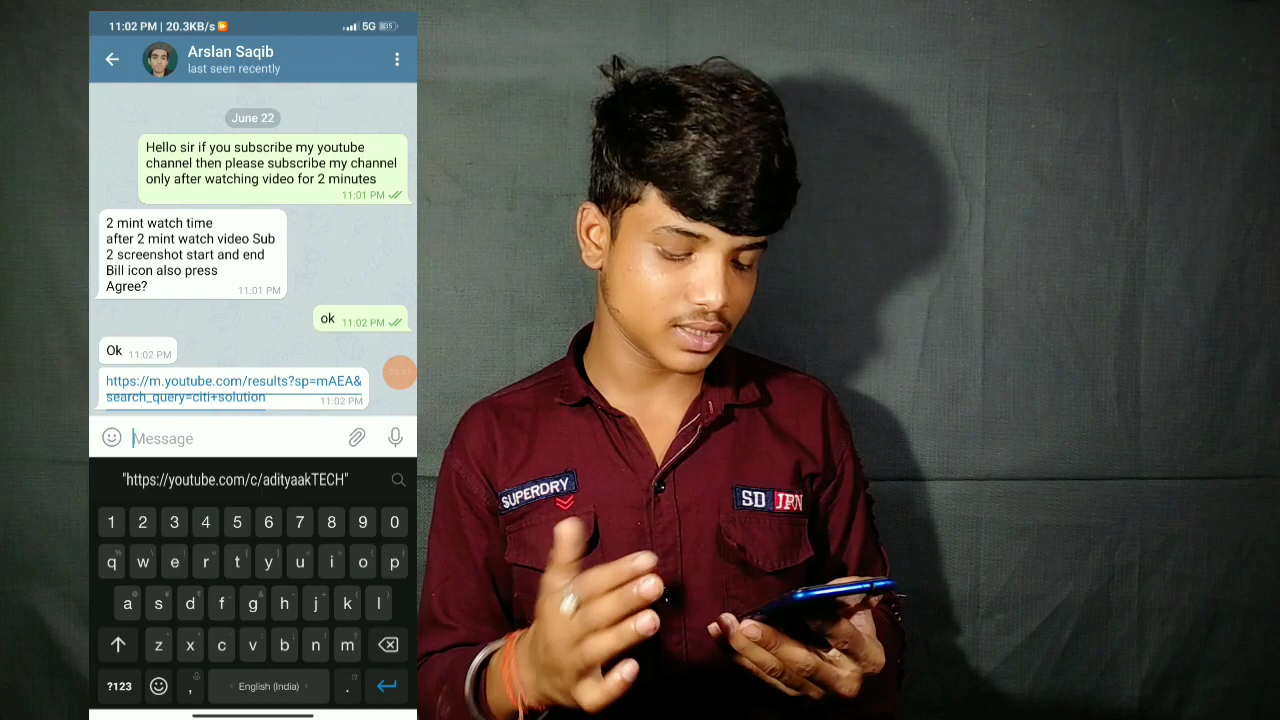 11:02 PM | 20.3KB/s
5G
Arslan Saqib
last seen recently
June 22
Hello sir if you subscribe my youtube
channel then please subscribe my channel
only after watching video for 2 minutes
11:01 PM
2 mint watch time
after 2 mint watch video Sub
2 screenshot start and end
Bill icon also press
Agree?
11:01 PM
ok 11:02 PM
Ok 11:02 PM
https://m.youtube.com/results?sp=mAEA&
search_query=citi+solution 11:02 PM
Message
"https://youtube.com/c/adityaakTECH"
1 2 3 4 5 6 7 8 9 0
q w e r t y u i o p
a s d f g h j k l
z x c v b n m
?123 , English (India) .
SUPERDRY
SD JPN